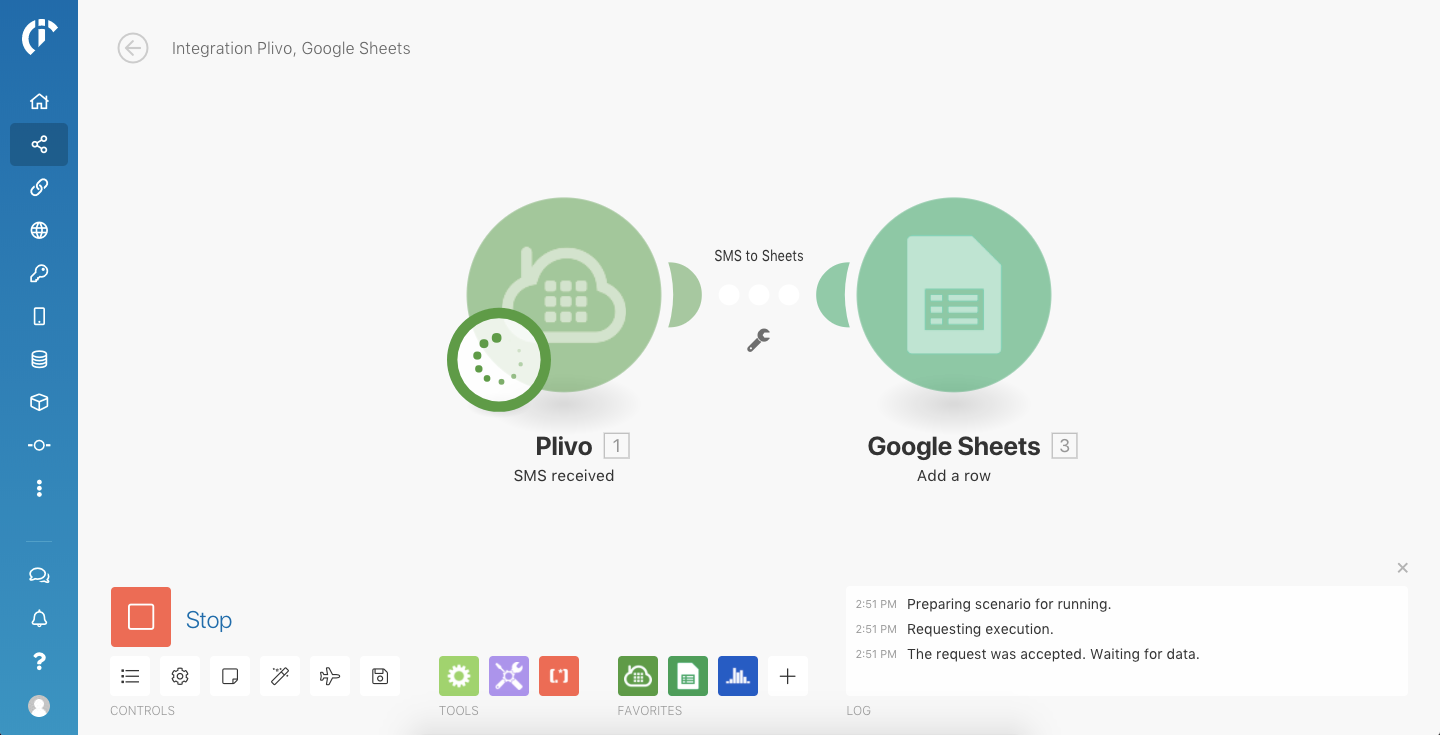 Integration Plivo, Google Sheets
SMS to Sheets
Plivo 1
SMS received
Google Sheets 3
Add a row
Stop
CONTROLS
TOOLS
FAVORITES
2:51 PM Preparing scenario for running.
2:51 PM Requesting execution.
2:51 PM The request was accepted. Waiting for data.
LOG